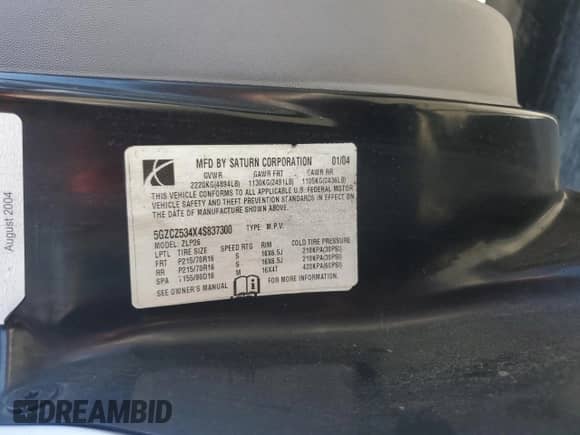 MFD BY SATURN CORPORATION 01/04
GVWR GAWR FRT GAWR RR
2220KG(4894LB) 1130KG(2491LB) 1105KG(2436LB)
THIS VEHICLE CONFORMS TO ALL APPLICABLE U.S. FEDERAL MOTOR
VEHICLE SAFETY AND THEFT PREVENTION STANDARDS IN EFFECT ON
THE DATE OF MANUFACTURE SHOWN ABOVE.
5GZCZ534X4S837300 TYPE: M.P.V.
MODEL: ZLP26
LPTL TIRE SIZE SPEED RTG RIM COLD TIRE PRESSURE
FRT P215/70R16 S 16X6.5J 210KPA(30PSI)
RR P215/70R16 S 16X6.5J 210KPA(30PSI)
SPA T155/80D16 M 16X4T 420KPA(60PSI)
SEE OWNER'S MANUAL
August 2004
DREAMBID